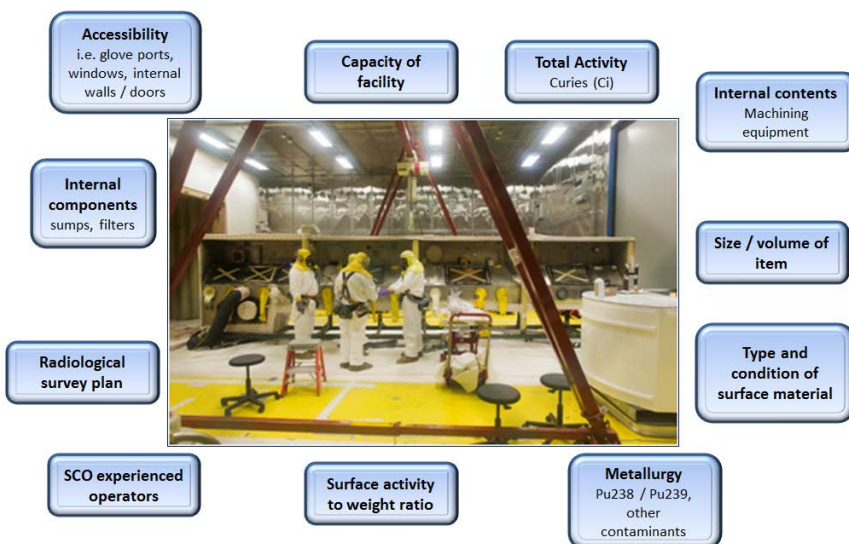 Accessibility
i.e. glove ports,
windows, internal
walls / doors
Capacity of
facility
Total Activity
Curies (Ci)
Internal contents
Machining
equipment
Internal
components
sumps, filters
Size / volume of
item
Radiological
survey plan
Type and
condition of
surface material
SCO experienced
operators
Surface activity
to weight ratio
Metallurgy
Pu238 / Pu239,
other
contaminants